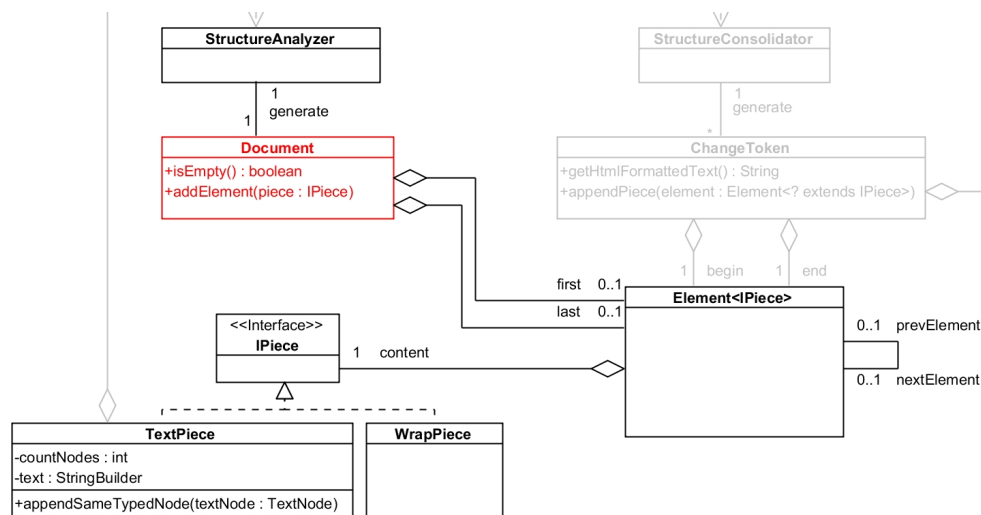 StructureAnalyzer
StructureConsolidator
1
generate
1
1
generate
*
Document
+isEmpty() : boolean
+addElement(piece : IPiece)
ChangeToken
+getHtmlFormattedText() : String
+appendPiece(element : Element<? extends IPiece>)
1 begin
1 end
first 0..1
last 0..1
Element<IPiece>
0..1 prevElement
0..1 nextElement
<<Interface>>
IPiece
1 content
TextPiece
-countNodes : int
-text : StringBuilder
+appendSameTypedNode(textNode : TextNode)
WrapPiece